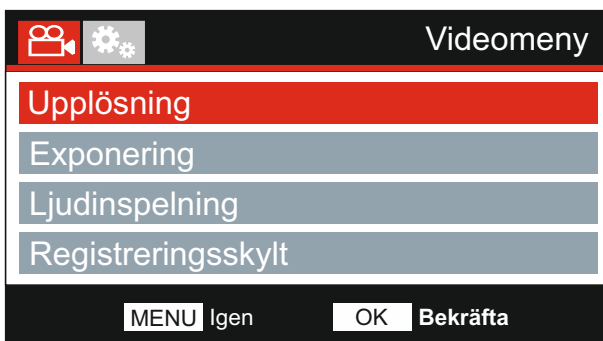 Videomeny
Upplösning
Exponering
Ljudinspelning
Registreringsskylt
MENU Igen OK Bekräfta